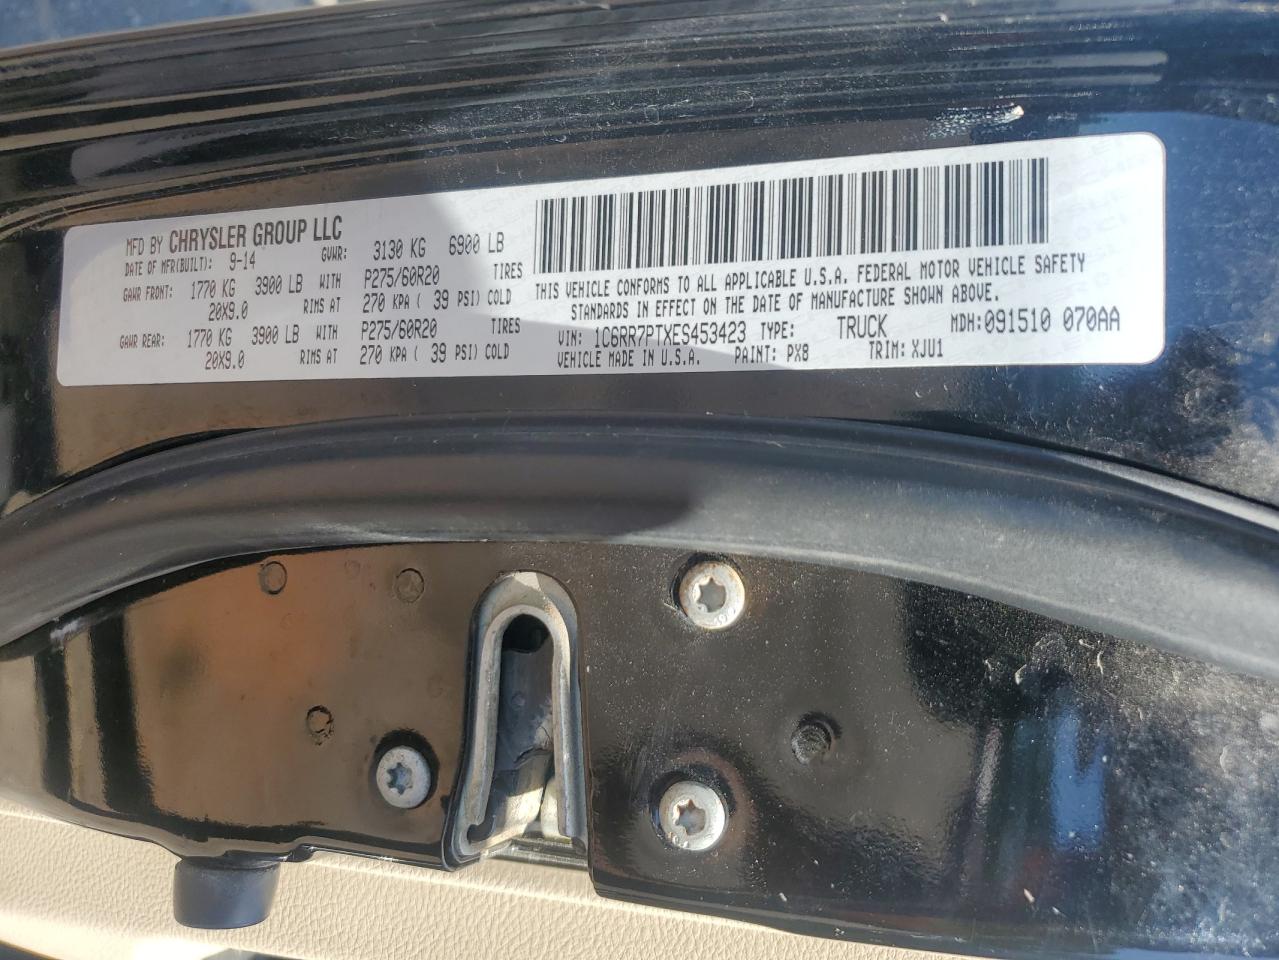 MFD BY CHRYSLER GROUP LLC
DATE OF MFR(BUILT): 9-14 GVWR: 3130 KG 6900 LB
GAWR FRONT: 1770 KG 3900 LB WITH P275/60R20 TIRES
20X9.0 RIMS AT 270 KPA ( 39 PSI) COLD
GAWR REAR: 1770 KG 3900 LB WITH P275/60R20 TIRES
20X9.0 RIMS AT 270 KPA ( 39 PSI) COLD
THIS VEHICLE CONFORMS TO ALL APPLICABLE U.S.A. FEDERAL MOTOR VEHICLE SAFETY
STANDARDS IN EFFECT ON THE DATE OF MANUFACTURE SHOWN ABOVE.
VIN: 1C6RR7PTXES453423 TYPE: TRUCK MDH:091510 070AA
VEHICLE MADE IN U.S.A. PAINT: PX8 TRIM: XJU1